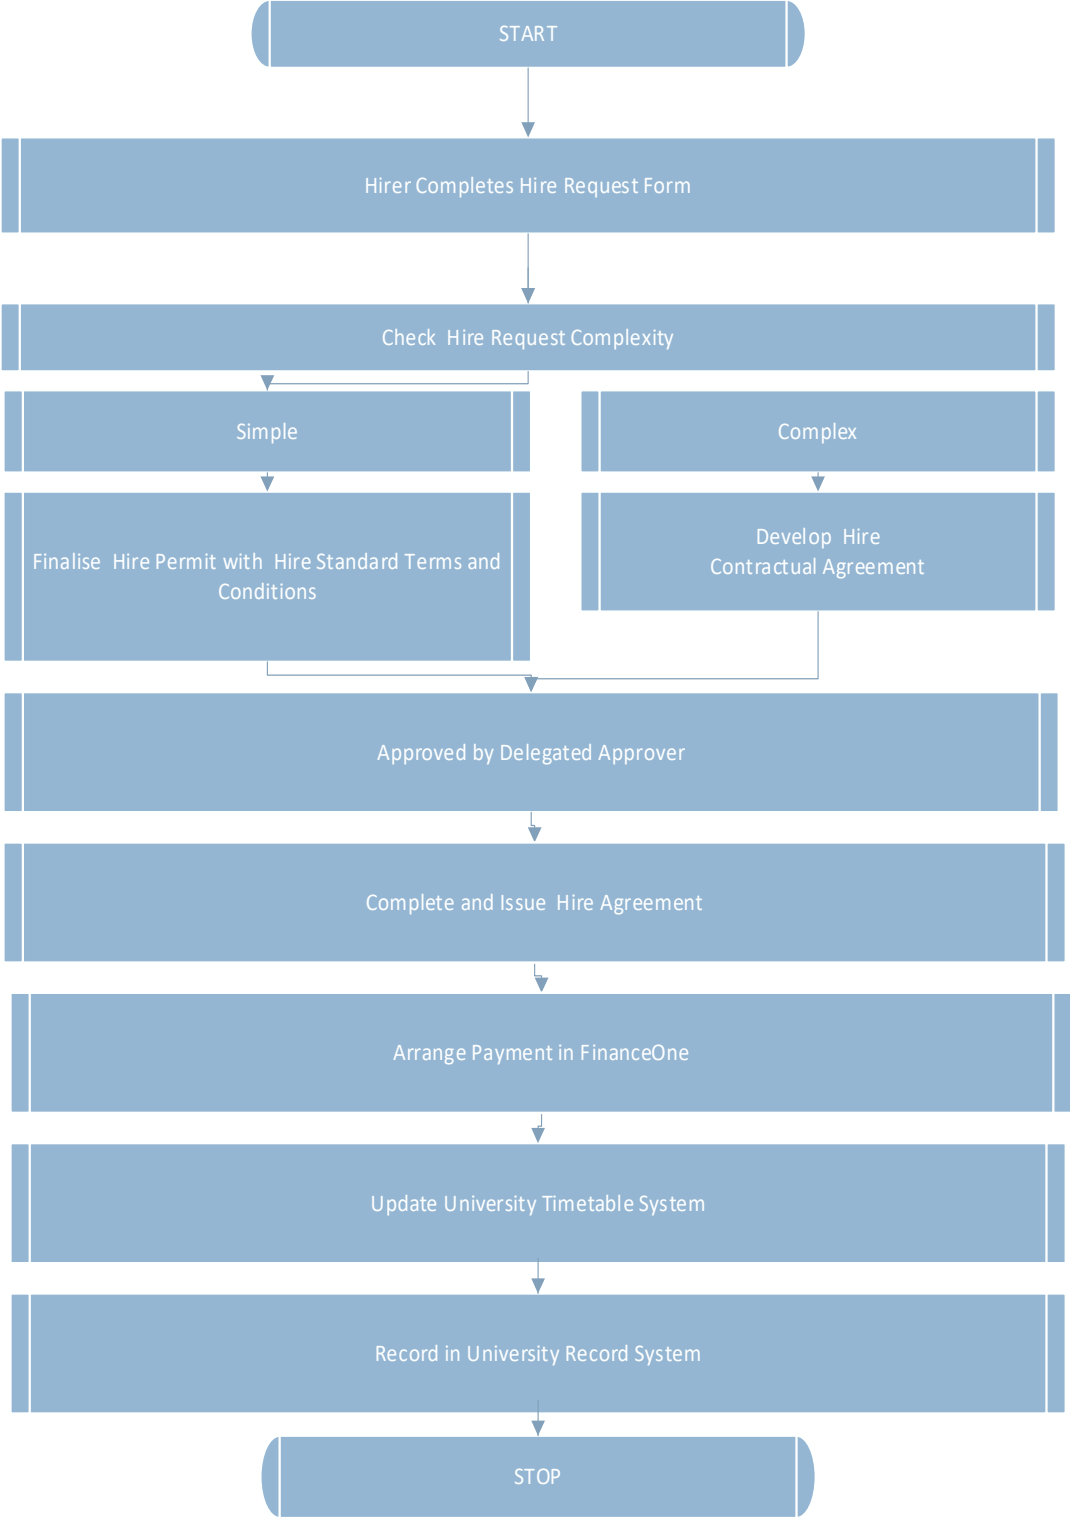 START
Hirer Completes Hire Request Form
Check Hire Request Complexity
Simple
Complex
Finalise Hire Permit with Hire Standard Terms and
Conditions
Develop Hire
Contractual Agreement
Approved by Delegated Approver
Complete and Issue Hire Agreement
Arrange Payment in FinanceOne
Update University Timetable System
Record in University Record System
STOP